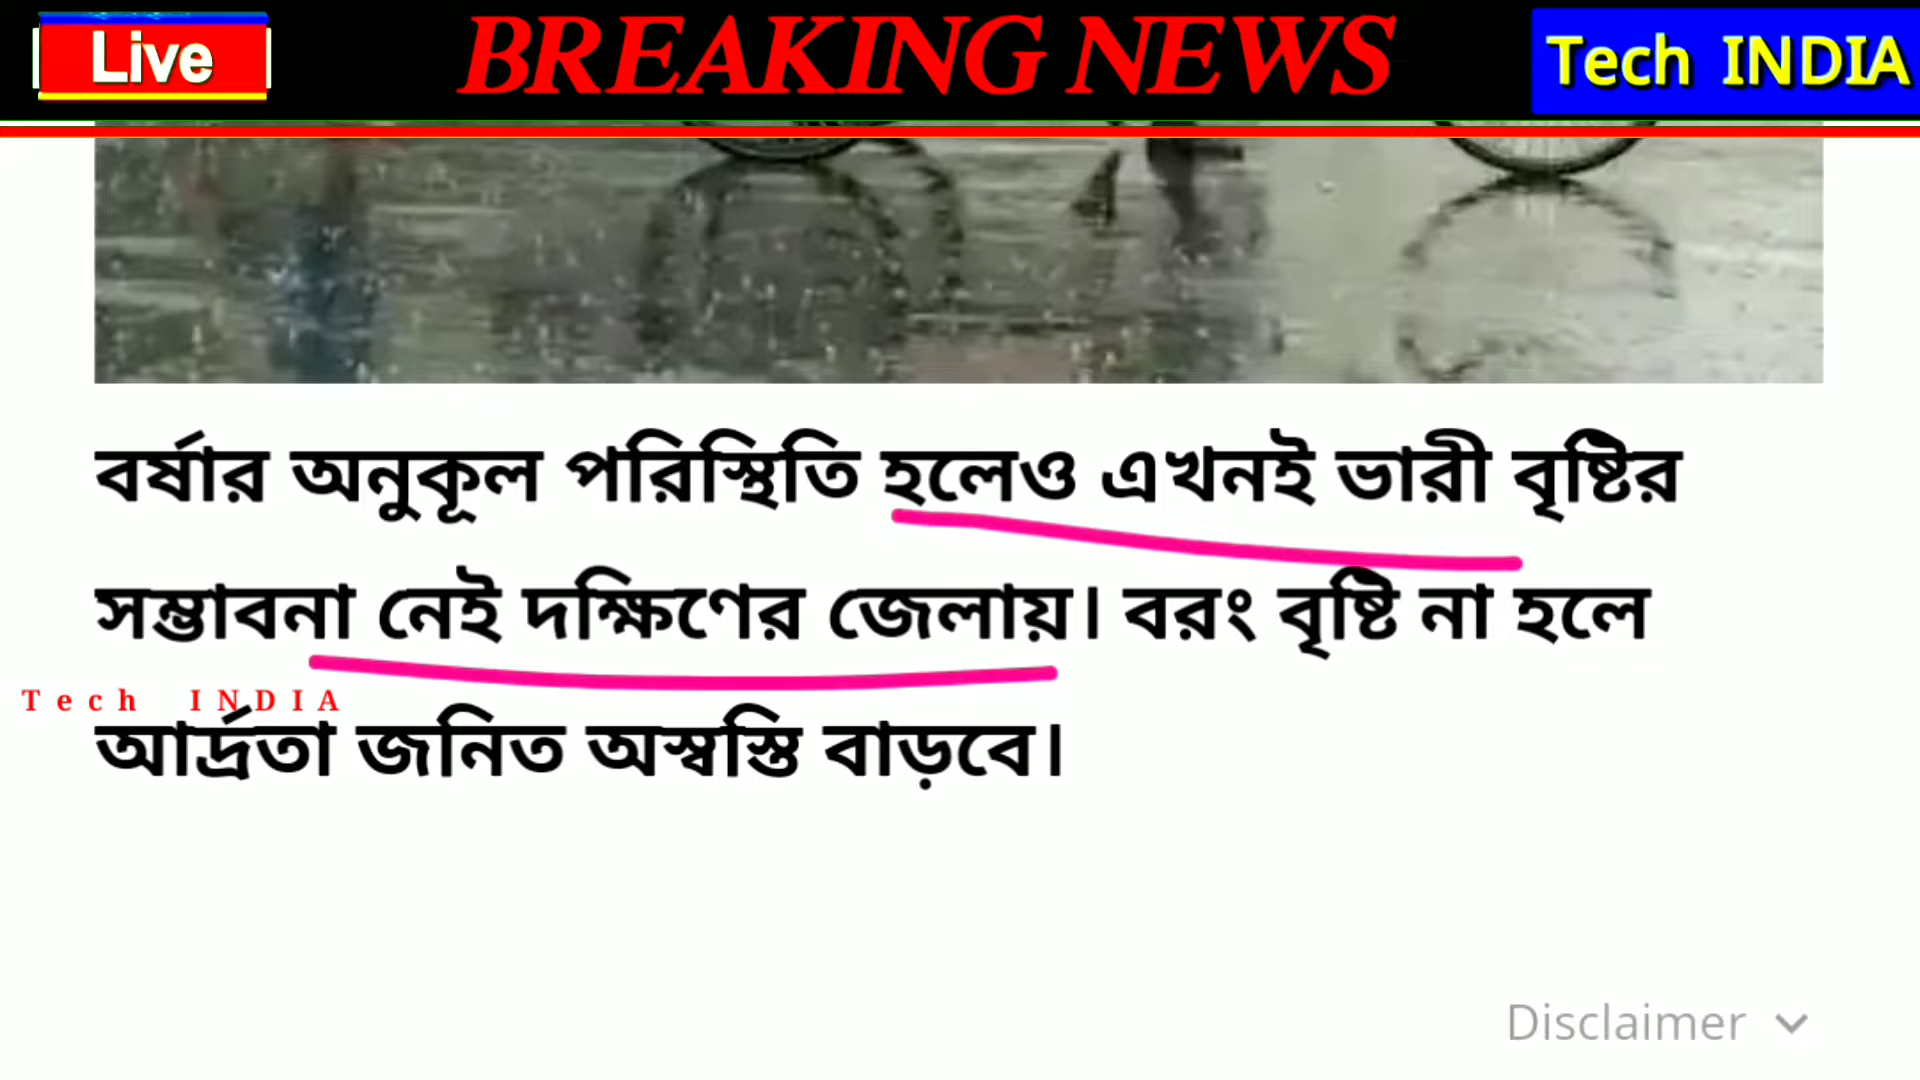 Live
BREAKING NEWS
Tech INDIA
বর্ষার অনুকূল পরিস্থিতি হলেও এখনই ভারী বৃষ্টির
সম্ভাবনা নেই দক্ষিণের জেলায়। বরং বৃষ্টি না হলে
Tech INDIA
আর্দ্রতা জনিত অস্বস্তি বাড়বে।
Disclaimer